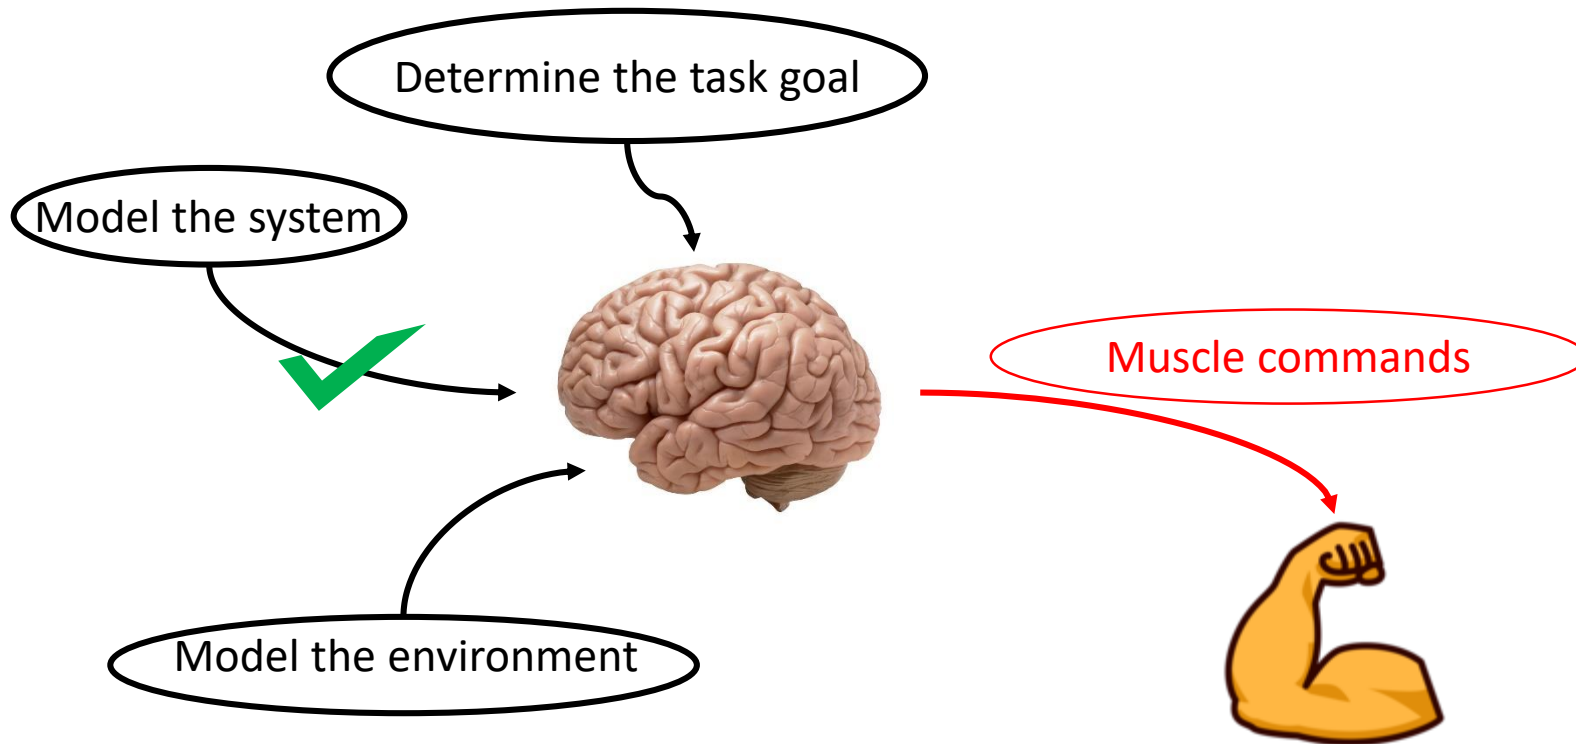 Determine the task goal
Model the system
Muscle commands
Model the environment